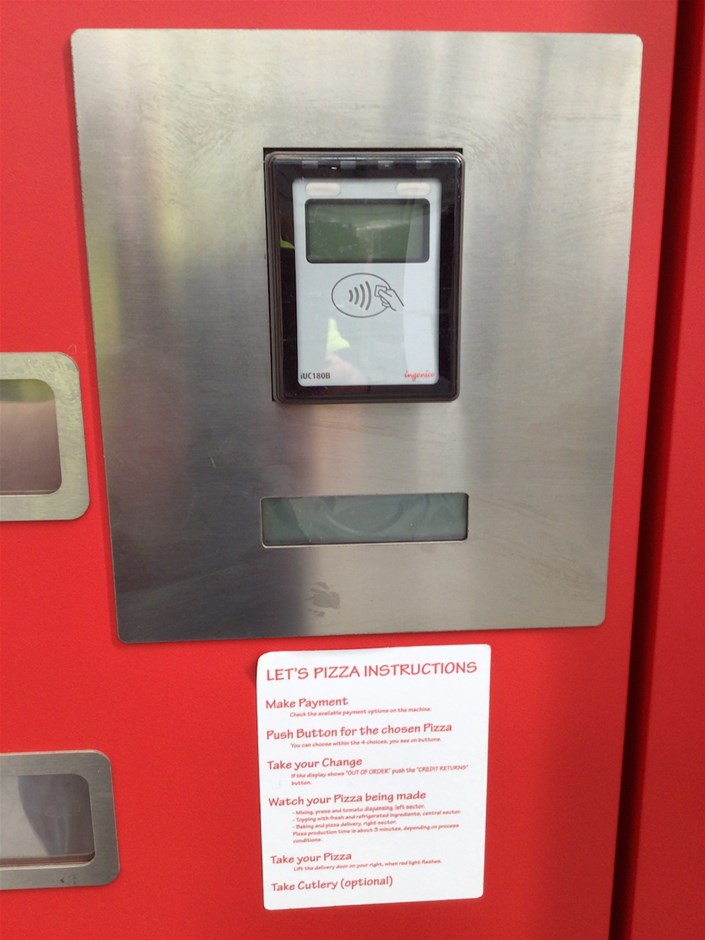 iUC180B
ingenico
LET'S PIZZA INSTRUCTIONS
Make Payment
Check the available payment options on the machine.
Push Button for the chosen Pizza
You can choose within the 4 choices, you see on buttons.
Take your Change
If the display shows "OUT OF ORDER" push the "CREDIT RETURNS"
button.
Watch your Pizza being made
- Mixing, press and tomato dispensing, left sector.
- Topping with fresh and refrigerated ingredients, central sector
- Baking and pizza delivery, right sector.
Pizza production time is about 3 minutes, depending on process
conditions.
Take your Pizza
Lift the delivery door on your right, when red light flashes.
Take Cutlery (optional)